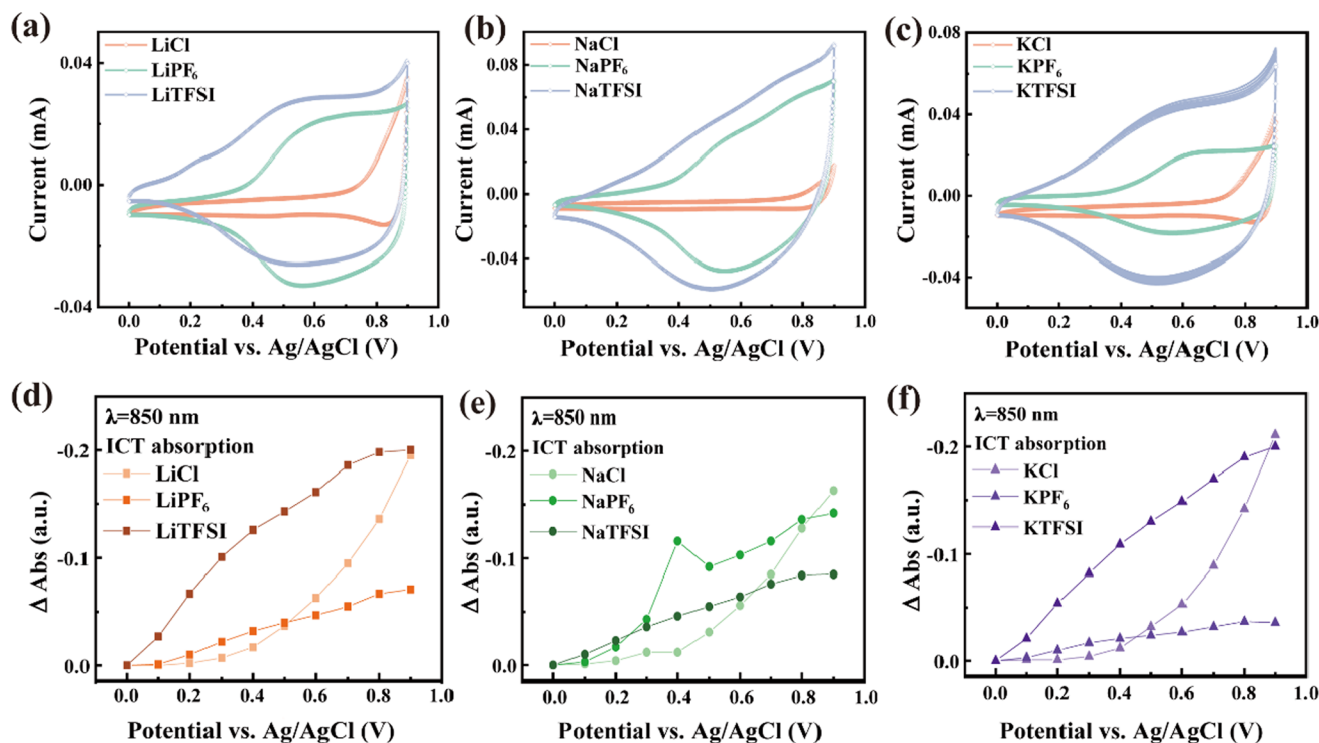 (a)
LiCl
LiPF6
LiTFSI
0.04
0.00
-0.04
Current (mA)
0.0 0.2 0.4 0.6 0.8 1.0
Potential vs. Ag/AgCl (V)
(b)
NaCl
NaPF6
NaTFSI
0.08
0.04
0.00
-0.04
Current (mA)
0.0 0.2 0.4 0.6 0.8 1.0
Potential vs. Ag/AgCl (V)
(c)
KCl
KPF6
KTFSI
0.08
0.04
0.00
-0.04
Current (mA)
0.0 0.2 0.4 0.6 0.8 1.0
Potential vs. Ag/AgCl (V)
(d)
λ=850 nm
ICT absorption
LiCl
LiPF6
LiTFSI
-0.2
-0.1
0.0
Δ Abs (a.u.)
0.0 0.2 0.4 0.6 0.8 1.0
Potential vs. Ag/AgCl (V)
(e)
λ=850 nm
ICT absorption
NaCl
NaPF6
NaTFSI
-0.2
-0.1
0.0
Δ Abs (a.u.)
0.0 0.2 0.4 0.6 0.8 1.0
Potential vs. Ag/AgCl (V)
(f)
λ=850 nm
ICT absorption
KCl
KPF6
KTFSI
-0.2
-0.1
0.0
Δ Abs (a.u.)
0.0 0.2 0.4 0.6 0.8 1.0
Potential vs. Ag/AgCl (V)